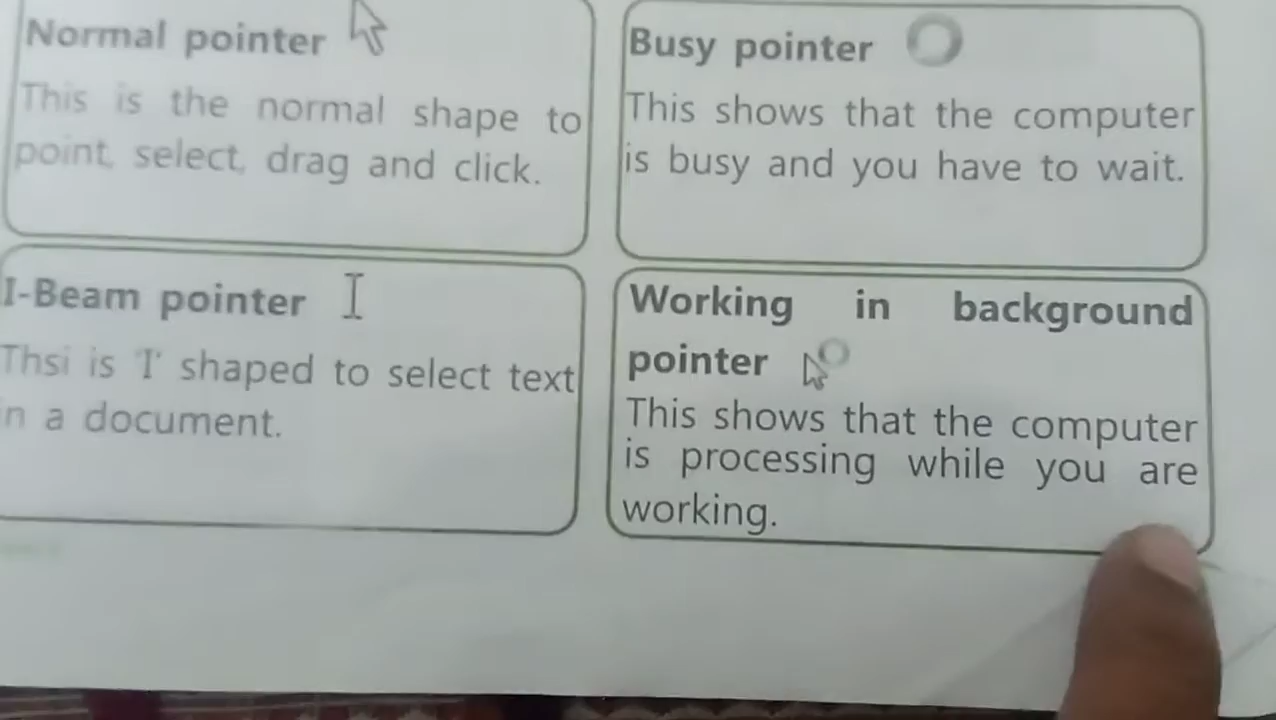 Normal pointer
This is the normal shape to
point, select, drag and click.
Busy pointer
This shows that the computer
is busy and you have to wait.
I-Beam pointer
Thsi is 'I' shaped to select text
in a document.
Working in background
pointer
This shows that the computer
is processing while you are
working.